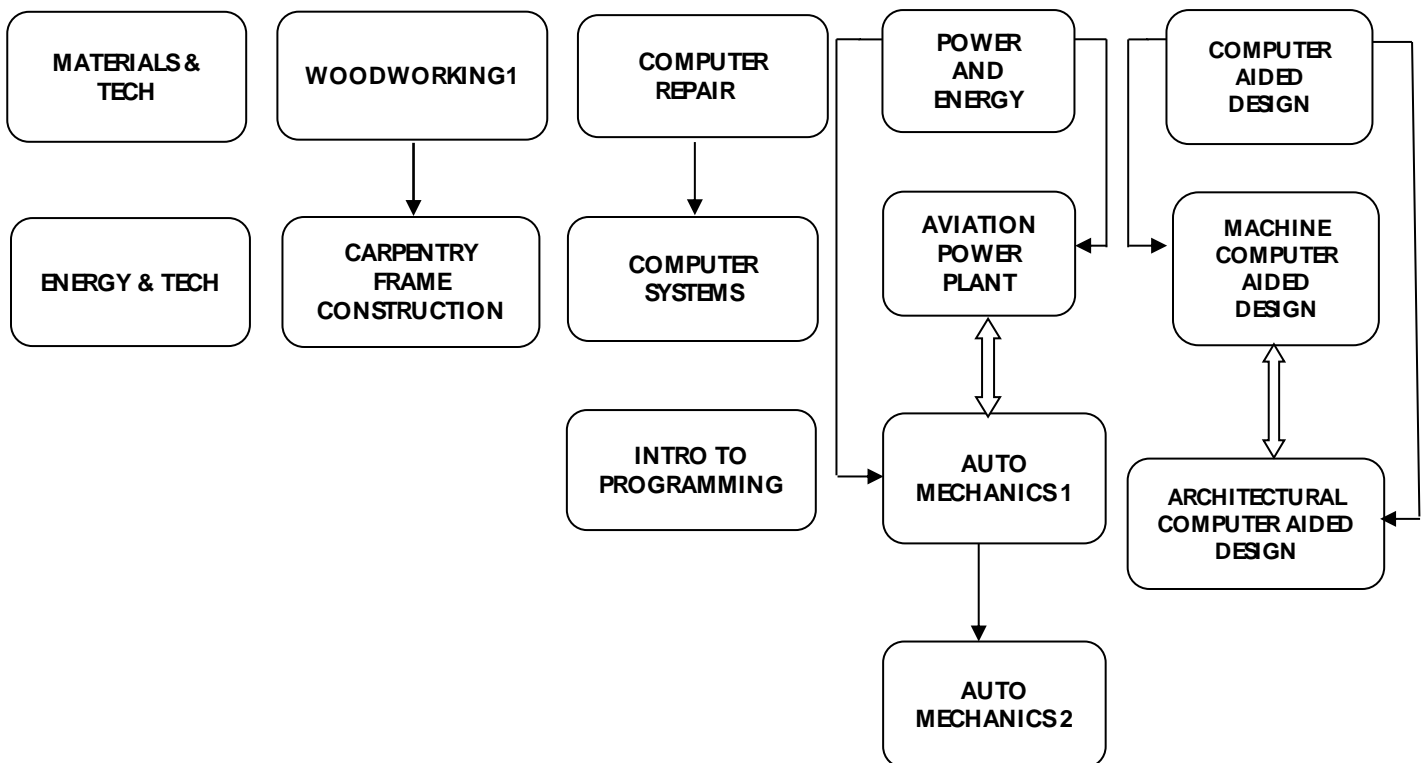 MATERIALS &
TECH
WOODWORKING 1
COMPUTER
REPAIR
POWER
AND
ENERGY
COMPUTER
AIDED
DESIGN
ENERGY & TECH
CARPENTRY
FRAME
CONSTRUCTION
COMPUTER
SYSTEMS
AVIATION
POWER
PLANT
MACHINE
COMPUTER
AIDED
DESIGN
INTRO TO
PROGRAMMING
AUTO
MECHANICS 1
ARCHITECTURAL
COMPUTER AIDED
DESIGN
AUTO
MECHANICS 2